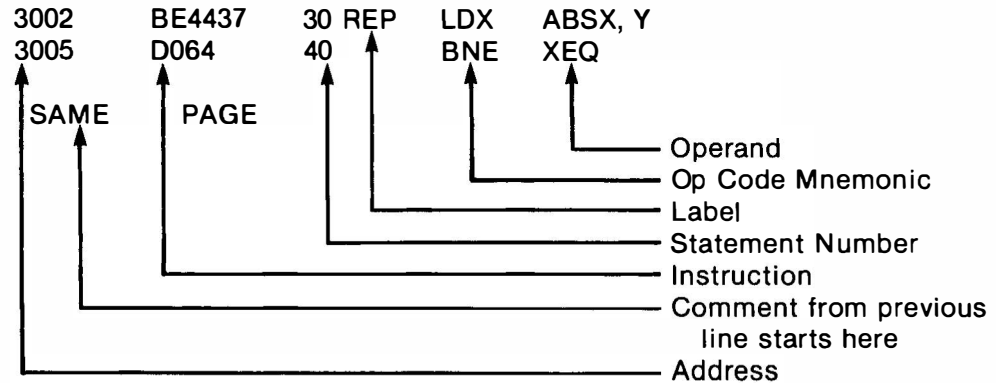 3002 BE4437 30 REP LDX ABSX, Y
3005 D064 40 BNE XEQ
SAME PAGE
Operand
Op Code Mnemonic
Label
Statement Number
Instruction
Comment from previous
line starts here
Address